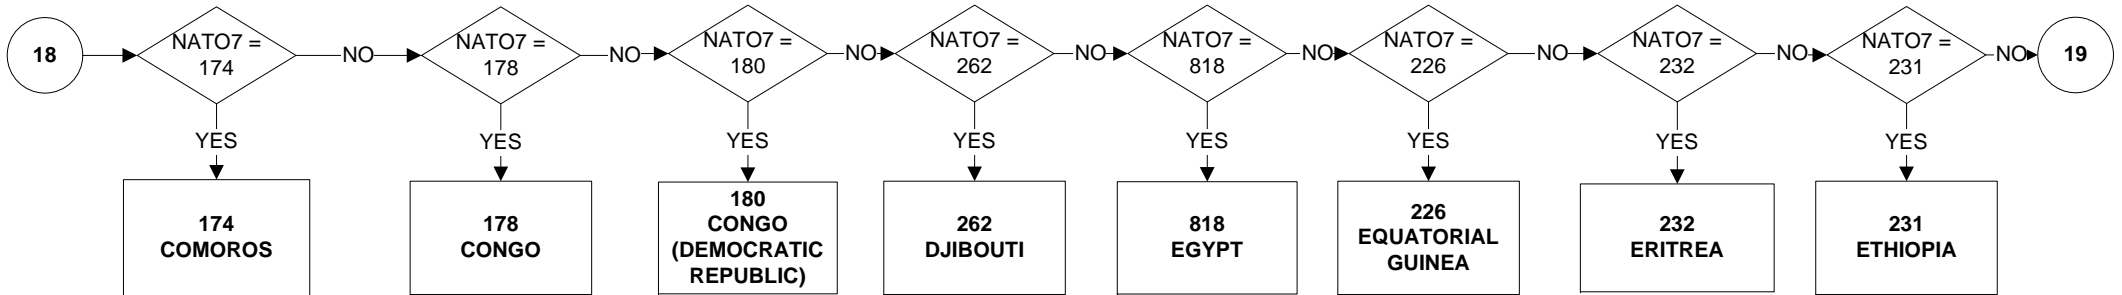 18
NATO7 =
174
NO
NATO7 =
178
NO
NATO7 =
180
NO
NATO7 =
262
NO
NATO7 =
818
NO
NATO7 =
226
NO
NATO7 =
232
NO
NATO7 =
231
NO
19
YES
YES
YES
YES
YES
YES
YES
YES
174
COMOROS
178
CONGO
180
CONGO
(DEMOCRATIC
REPUBLIC)
262
DJIBOUTI
818
EGYPT
226
EQUATORIAL
GUINEA
232
ERITREA
231
ETHIOPIA